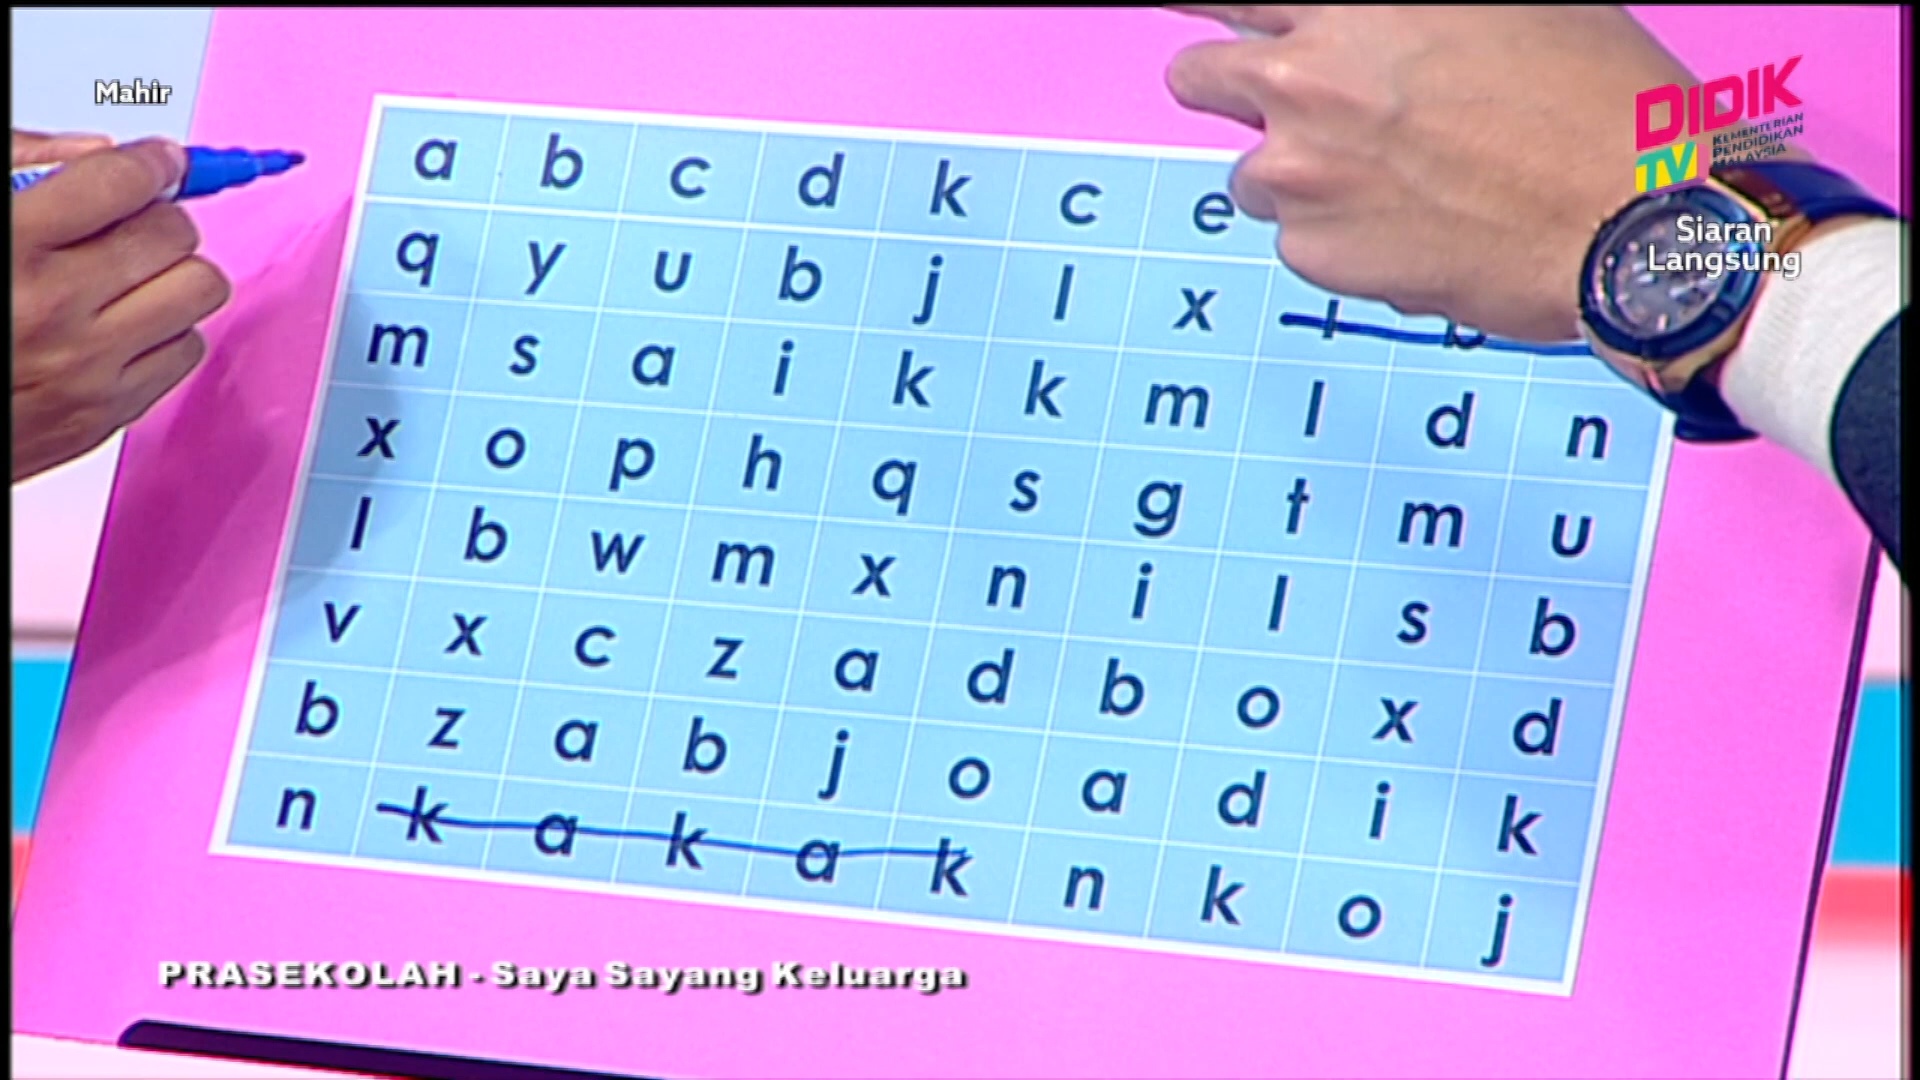 Mahir
DIDIK
TV
KEMENTERIAN
PENDIDIKAN
MALAYSIA
Siaran
Langsung
a b c d k c e
q y u b j l x
m s a i k k m l d n
x o p h q s g t m u
l b w m x n i l s b
v x c z a d b o x d
b z a b j o a d i k
n k a k a k n k o j
PRASEKOLAH - Saya Sayang Keluarga